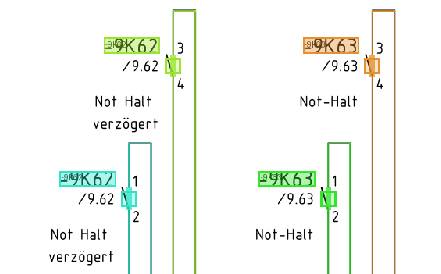 -9K62
3
/9.62
4
Not Halt
verzögert
-9K63
3
/9.63
4
Not-Halt
-9K62
1
/9.62
2
Not Halt
verzögert
-9K63
1
/9.63
2
Not-Halt